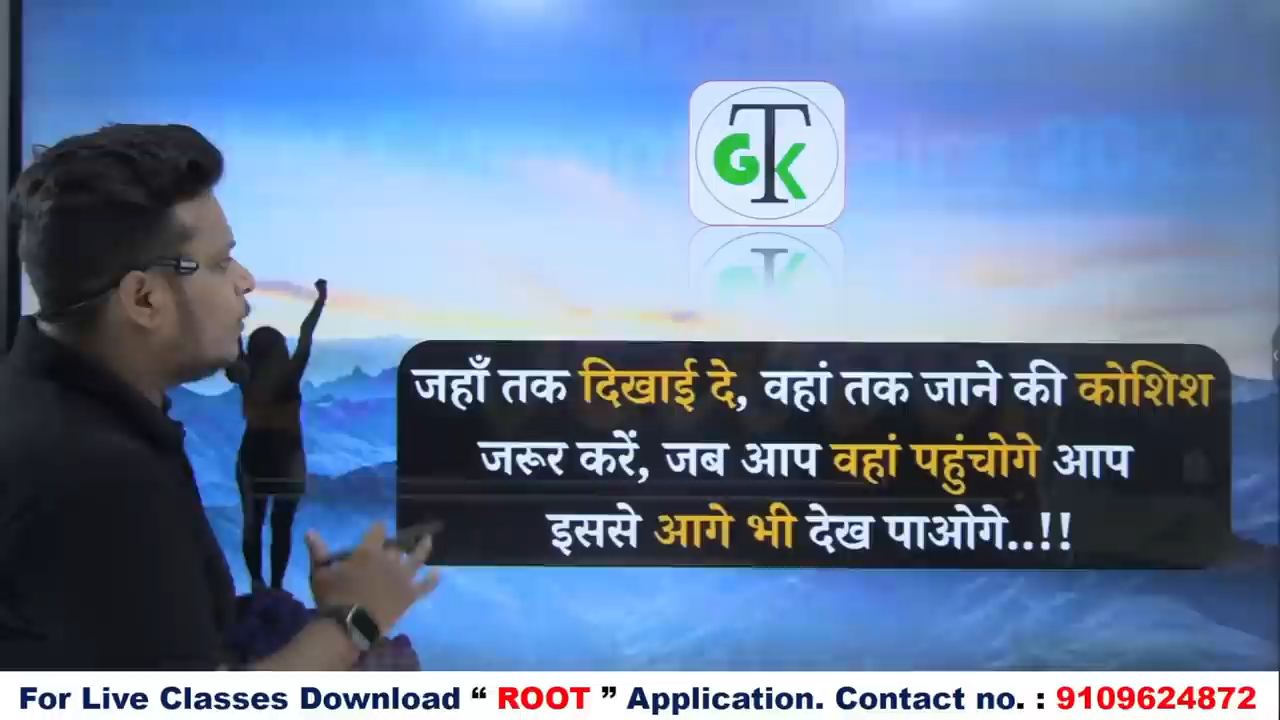 GTK
जहाँ तक दिखाई दे, वहां तक जाने की कोशिश
जरूर करें, जब आप वहां पहुंचोगे आप
इससे आगे भी देख पाओगे..!!
For Live Classes Download “ ROOT ” Application. Contact no. : 9109624872